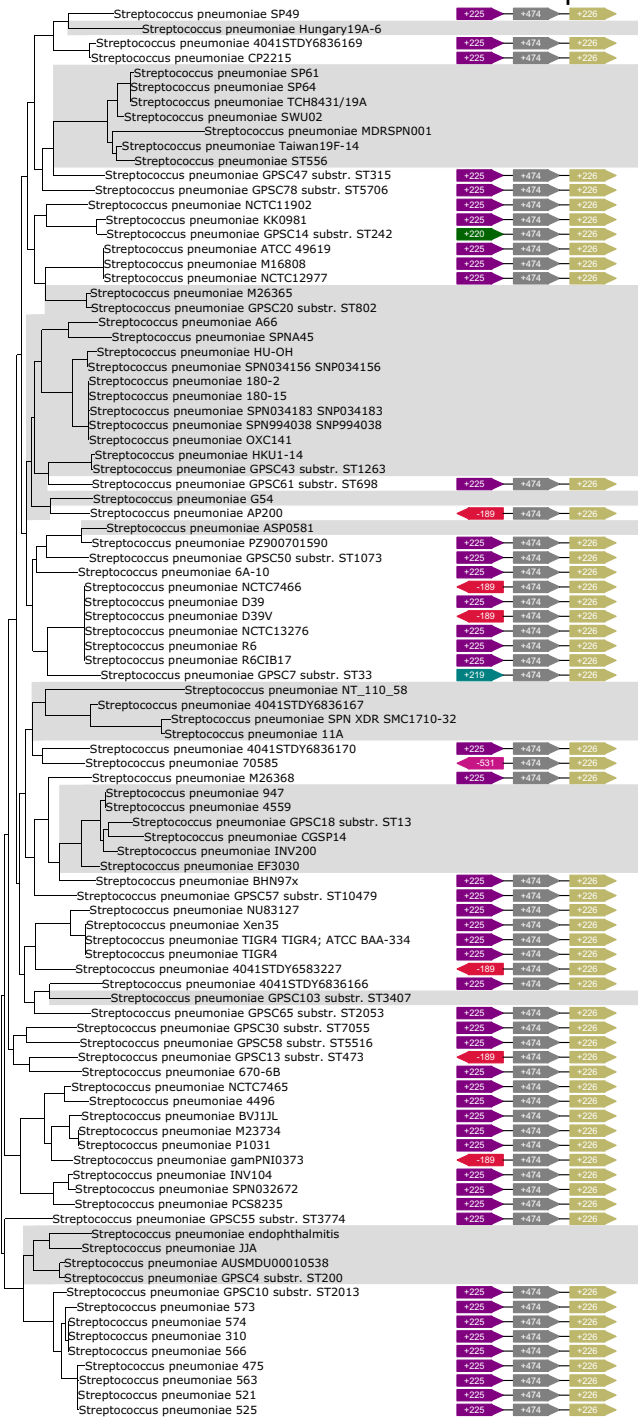 Streptococcus pneumoniae SP49 +225 +474 +226
Streptococcus pneumoniae Hungary19A-6
Streptococcus pneumoniae 4041STDY6836169 +225 +474 +226
Streptococcus pneumoniae CP2215 +225 +474 +226
Streptococcus pneumoniae SP61
Streptococcus pneumoniae SP64
Streptococcus pneumoniae TCH8431/19A
Streptococcus pneumoniae SWU02
Streptococcus pneumoniae MDRSPN001
Streptococcus pneumoniae Taiwan19F-14
Streptococcus pneumoniae ST556
Streptococcus pneumoniae GPSC47 substr. ST315 +225 +474 +226
Streptococcus pneumoniae GPSC78 substr. ST5706 +225 +474 +226
Streptococcus pneumoniae NCTC11902 +225 +474 +226
Streptococcus pneumoniae KK0981 +225 +474 +226
Streptococcus pneumoniae GPSC14 substr. ST242 +220 +474 +226
Streptococcus pneumoniae ATCC 49619 +225 +474 +226
Streptococcus pneumoniae M16808 +225 +474 +226
Streptococcus pneumoniae NCTC12977 +225 +474 +226
Streptococcus pneumoniae M26365
Streptococcus pneumoniae GPSC20 substr. ST802
Streptococcus pneumoniae A66
Streptococcus pneumoniae SPNA45
Streptococcus pneumoniae HU-OH
Streptococcus pneumoniae SPN034156 SNP034156
Streptococcus pneumoniae 180-2
Streptococcus pneumoniae 180-15
Streptococcus pneumoniae SPN034183 SNP034183
Streptococcus pneumoniae SPN994038 SNP994038
Streptococcus pneumoniae OXC141
Streptococcus pneumoniae HKU1-14
Streptococcus pneumoniae GPSC43 substr. ST1263
Streptococcus pneumoniae GPSC61 substr. ST698 +225 +474 +226
Streptococcus pneumoniae G54
Streptococcus pneumoniae AP200 -189 +474 +226
Streptococcus pneumoniae ASP0581
Streptococcus pneumoniae PZ900701590 +225 +474 +226
Streptococcus pneumoniae GPSC50 substr. ST1073 +225 +474 +226
Streptococcus pneumoniae 6A-10 +225 +474 +226
Streptococcus pneumoniae NCTC7466 -189 +474 +226
Streptococcus pneumoniae D39 +225 +474 +226
Streptococcus pneumoniae D39V -189 +474 +226
Streptococcus pneumoniae NCTC13276 +225 +474 +226
Streptococcus pneumoniae R6 +225 +474 +226
Streptococcus pneumoniae R6CIB17 +225 +474 +226
Streptococcus pneumoniae GPSC7 substr. ST33 +219 +474 +226
Streptococcus pneumoniae NT_110_58
Streptococcus pneumoniae 4041STDY6836167
Streptococcus pneumoniae SPN XDR SMC1710-32
Streptococcus pneumoniae 11A
Streptococcus pneumoniae 4041STDY6836170 +225 +474 +226
Streptococcus pneumoniae 70585 -531 +474 +226
Streptococcus pneumoniae M26368 +225 +474 +226
Streptococcus pneumoniae 947
Streptococcus pneumoniae 4559
Streptococcus pneumoniae GPSC18 substr. ST13
Streptococcus pneumoniae CGSP14
Streptococcus pneumoniae INV200
Streptococcus pneumoniae EF3030
Streptococcus pneumoniae BHN97x +225 +474 +226
Streptococcus pneumoniae GPSC57 substr. ST10479 +225 +474 +226
Streptococcus pneumoniae NU83127 +225 +474 +226
Streptococcus pneumoniae Xen35 +225 +474 +226
Streptococcus pneumoniae TIGR4 TIGR4; ATCC BAA-334 +225 +474 +226
Streptococcus pneumoniae TIGR4 +225 +474 +226
Streptococcus pneumoniae 4041STDY6583227 -189 +474 +226
Streptococcus pneumoniae 4041STDY6836166 +225 +474 +226
Streptococcus pneumoniae GPSC103 substr. ST3407
Streptococcus pneumoniae GPSC65 substr. ST2053 +225 +474 +226
Streptococcus pneumoniae GPSC30 substr. ST7055 +225 +474 +226
Streptococcus pneumoniae GPSC58 substr. ST5516 +225 +474 +226
Streptococcus pneumoniae GPSC13 substr. ST473 -189 +474 +226
Streptococcus pneumoniae 670-6B +225 +474 +226
Streptococcus pneumoniae NCTC7465 +225 +474 +226
Streptococcus pneumoniae 4496 +225 +474 +226
Streptococcus pneumoniae BVJ1JL +225 +474 +226
Streptococcus pneumoniae M23734 +225 +474 +226
Streptococcus pneumoniae P1031 +225 +474 +226
Streptococcus pneumoniae gamPNI0373 -189 +474 +226
Streptococcus pneumoniae INV104 +225 +474 +226
Streptococcus pneumoniae SPN032672 +225 +474 +226
Streptococcus pneumoniae PCS8235 +225 +474 +226
Streptococcus pneumoniae GPSC55 substr. ST3774 +225 +474 +226
Streptococcus pneumoniae endophthalmitis
Streptococcus pneumoniae JJA
Streptococcus pneumoniae AUSMDU00010538
Streptococcus pneumoniae GPSC4 substr. ST200
Streptococcus pneumoniae GPSC10 substr. ST2013 +225 +474 +226
Streptococcus pneumoniae 573 +225 +474 +226
Streptococcus pneumoniae 574 +225 +474 +226
Streptococcus pneumoniae 310 +225 +474 +226
Streptococcus pneumoniae 566 +225 +474 +226
Streptococcus pneumoniae 475 +225 +474 +226
Streptococcus pneumoniae 563 +225 +474 +226
Streptococcus pneumoniae 521 +225 +474 +226
Streptococcus pneumoniae 525 +225 +474 +226